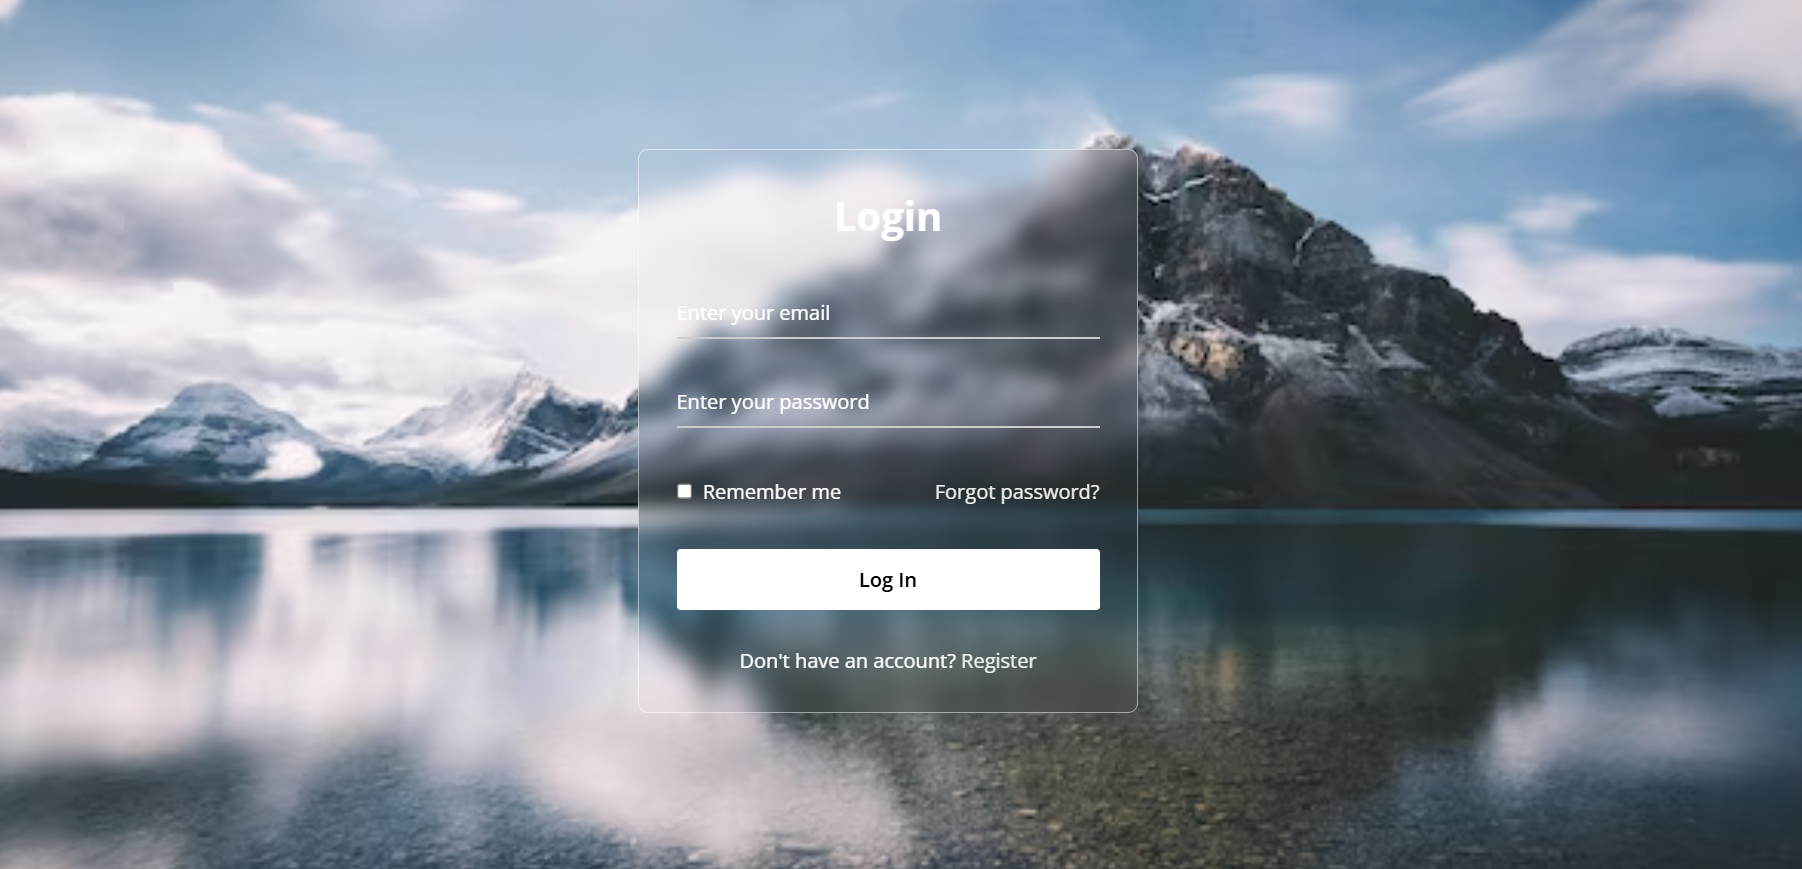 Login
Enter your email
Enter your password
Remember me
Forgot password?
Log In
Don't have an account? Register